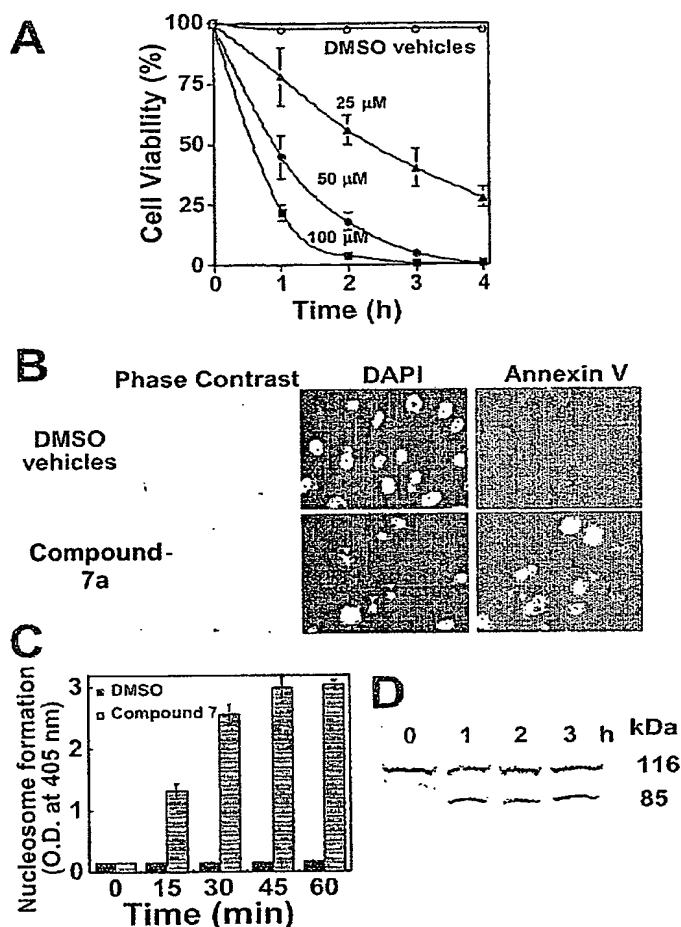 A
Cell Viability (%)
100
75
50
25
0
DMSO vehicles
25 µM
50 µM
100 µM
0 1 2 3 4
Time (h)
B
Phase Contrast DAPI Annexin V
DMSO
vehicles
Compound-
7a
C
Nucleosome formation
(O.D. at 405 nm)
3
2
1
0
DMSO
Compound 7
0 15 30 45 60
Time (min)
D
0 1 2 3 h kDa
116
85